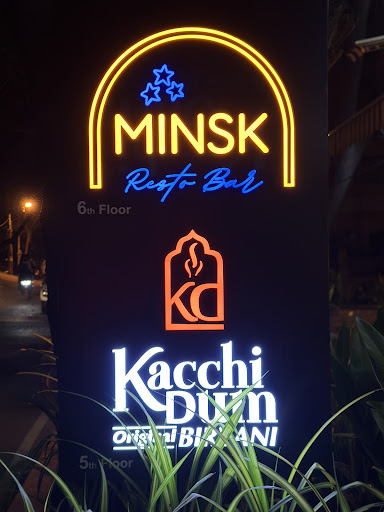 MINSK
Resto Bar
6th Floor
KD
Kacchi
DUM
Original BIRYANI
5th Floor